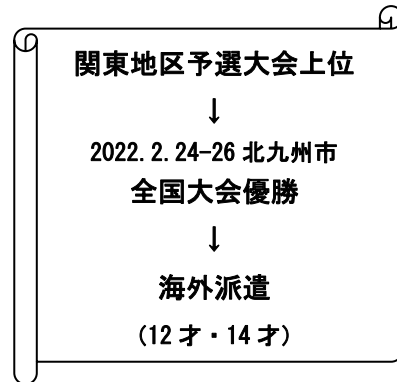 関東地区予選大会上位
↓
2022.2.24-26 北九州市
全国大会優勝
↓
海外派遣
(12才・14才)